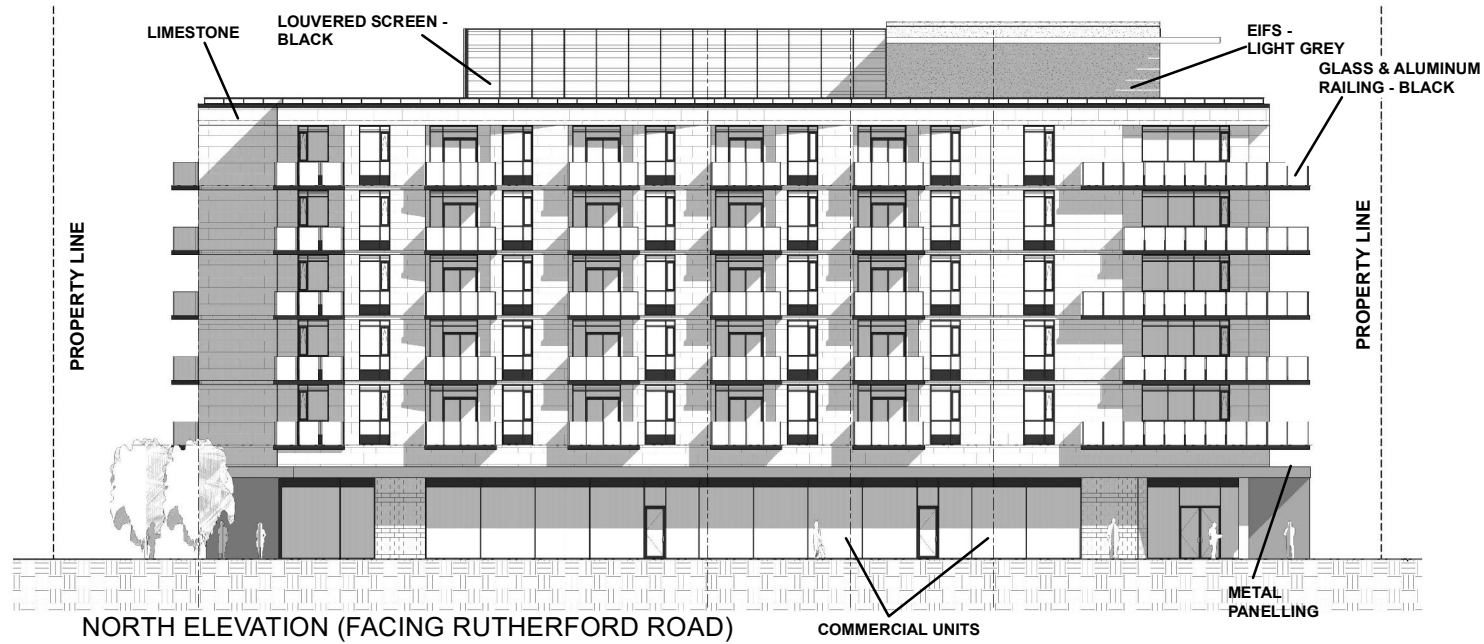 LIMESTONE
LOUVERED SCREEN -
BLACK
EIFS -
LIGHT GREY
GLASS & ALUMINUM
RAILING - BLACK
PROPERTY LINE
PROPERTY LINE
METAL
PANELLING
COMMERCIAL UNITS
NORTH ELEVATION (FACING RUTHERFORD ROAD)